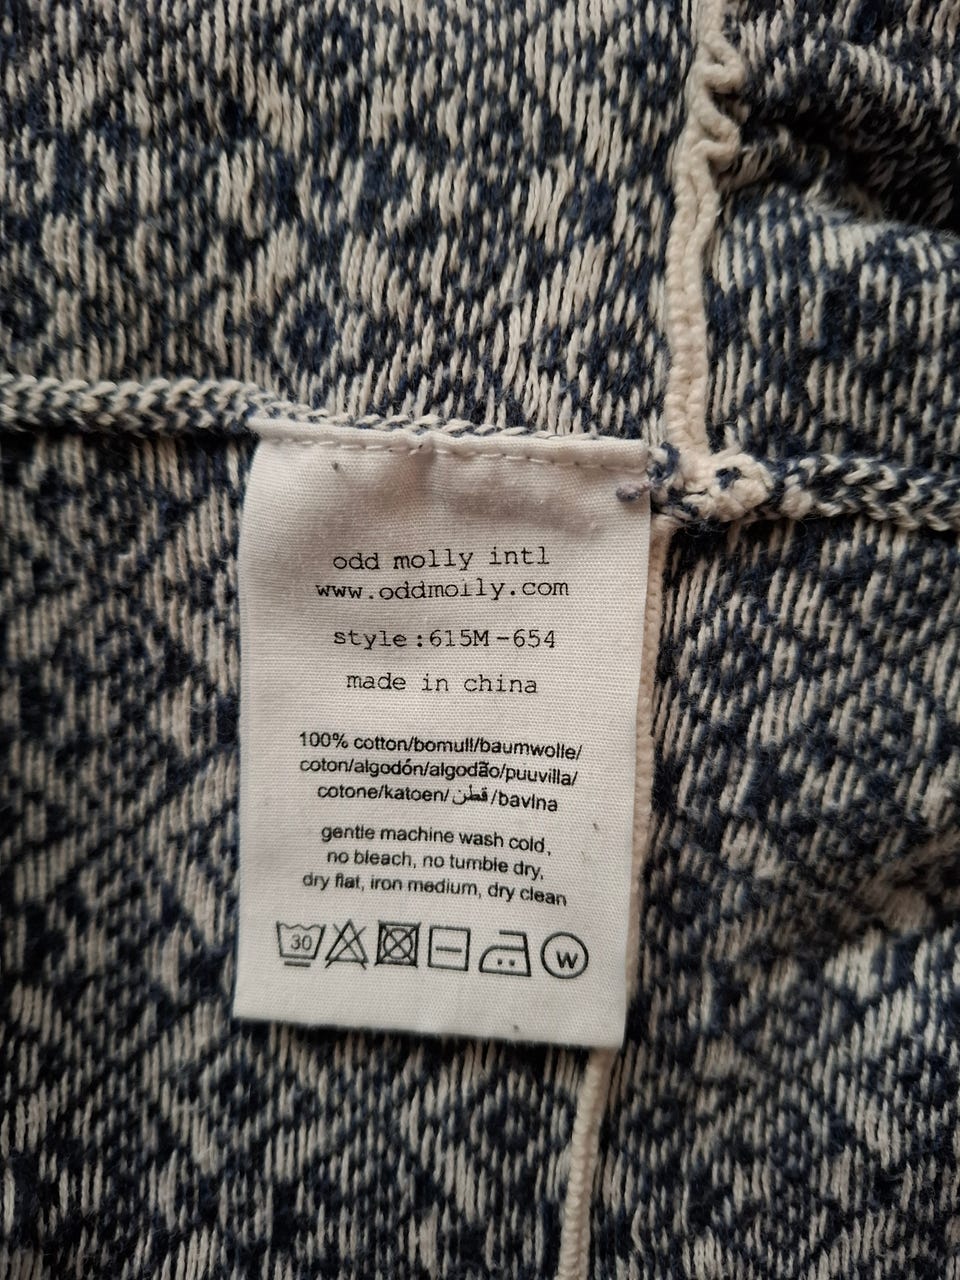 odd molly intl
www.oddmolly.com
style:615M-654
made in china
100% cotton/bomull/baumwolle/
coton/algodón/algodão/puuvilla/
cotone/katoen/قطن/bavlna
gentle machine wash cold,
no bleach, no tumble dry,
dry flat, iron medium, dry clean
30 W